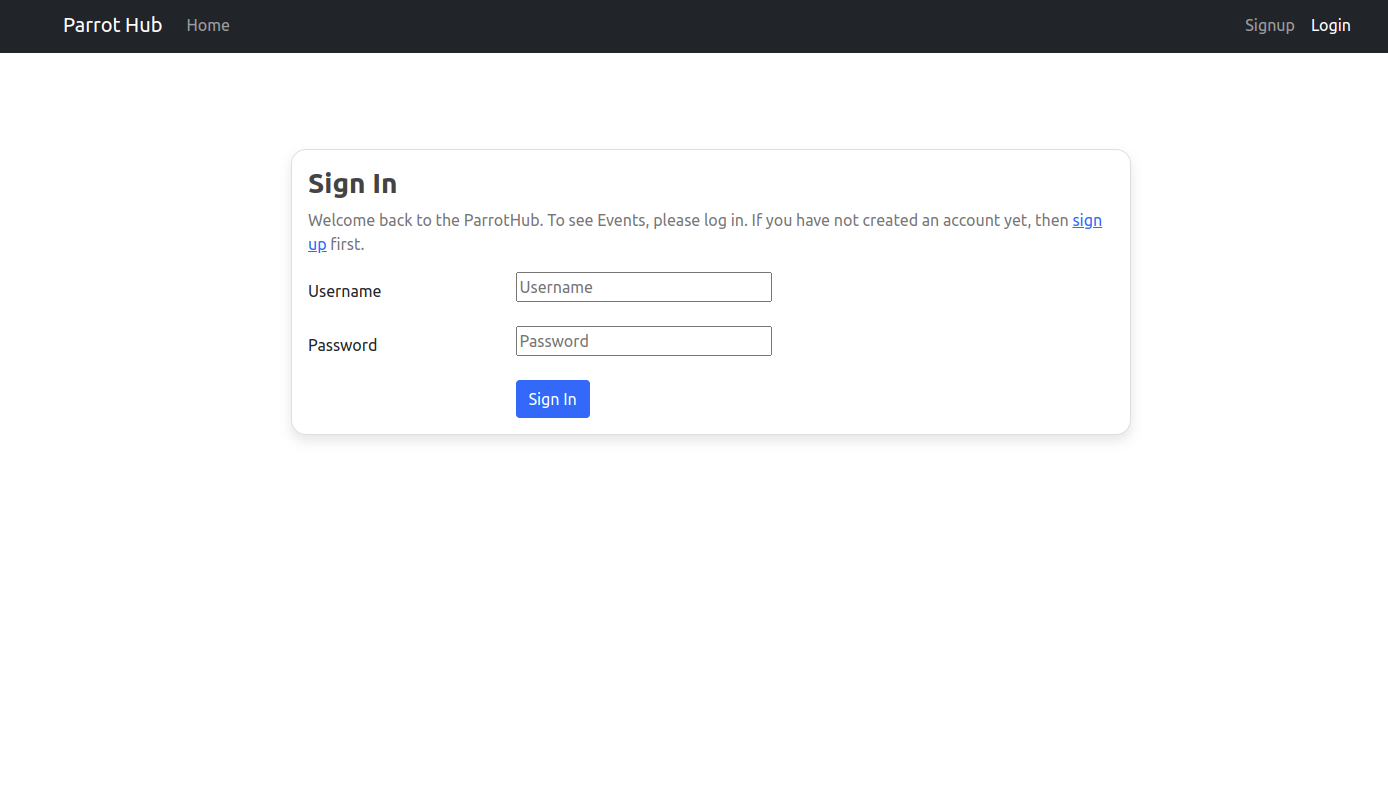 Parrot Hub Home Signup Login
Sign In
Welcome back to the ParrotHub. To see Events, please log in. If you have not created an account yet, then sign
up first.
Username Username
Password Password
Sign In